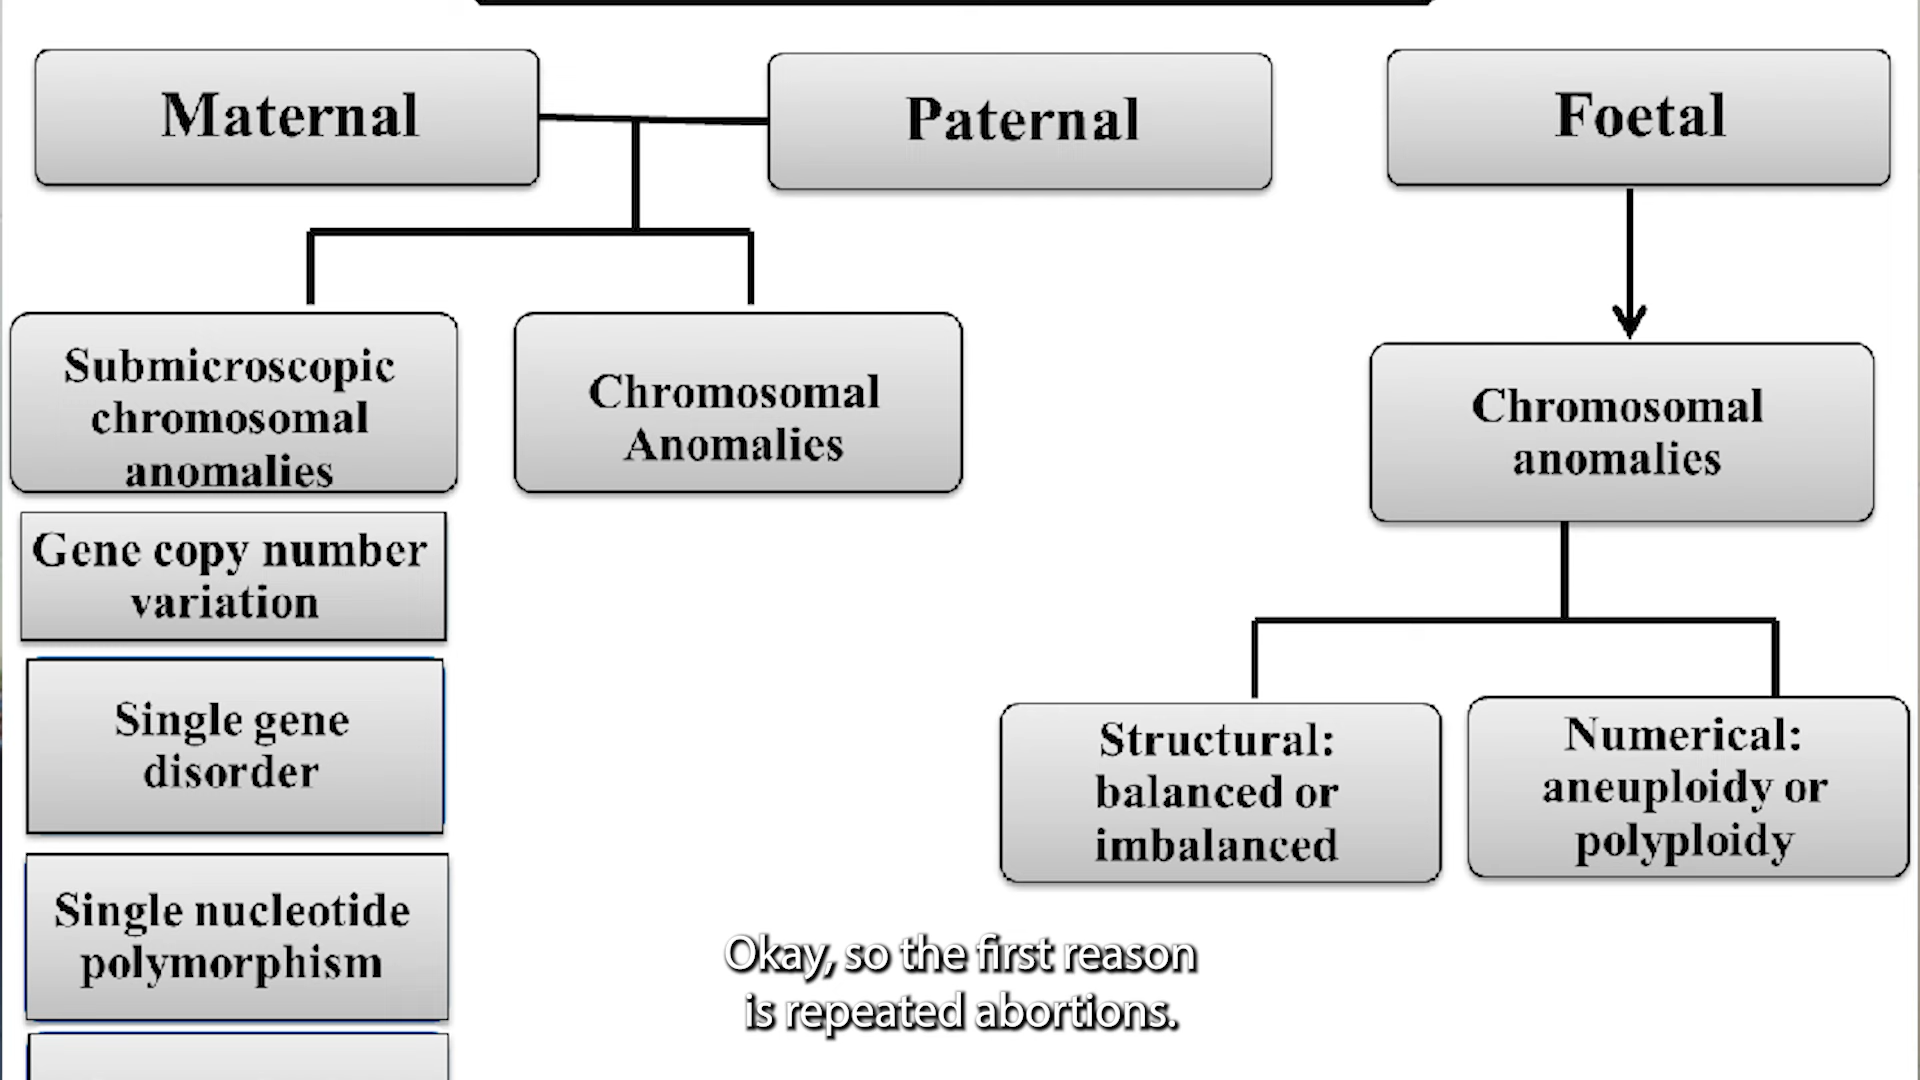 Maternal
Paternal
Foetal
Submicroscopic
chromosomal
anomalies
Chromosomal
Anomalies
Chromosomal
anomalies
Gene copy number
variation
Single gene
disorder
Structural:
balanced or
imbalanced
Numerical:
aneuploidy or
polyploidy
Single nucleotide
polymorphism
Okay, so the first reason
is repeated abortions.